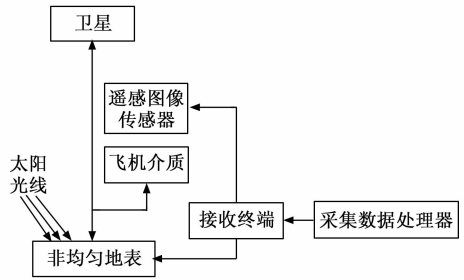 卫星
遥感图像
传感器
飞机介质
太阳
光线
接收终端
采集数据处理器
非均匀地表